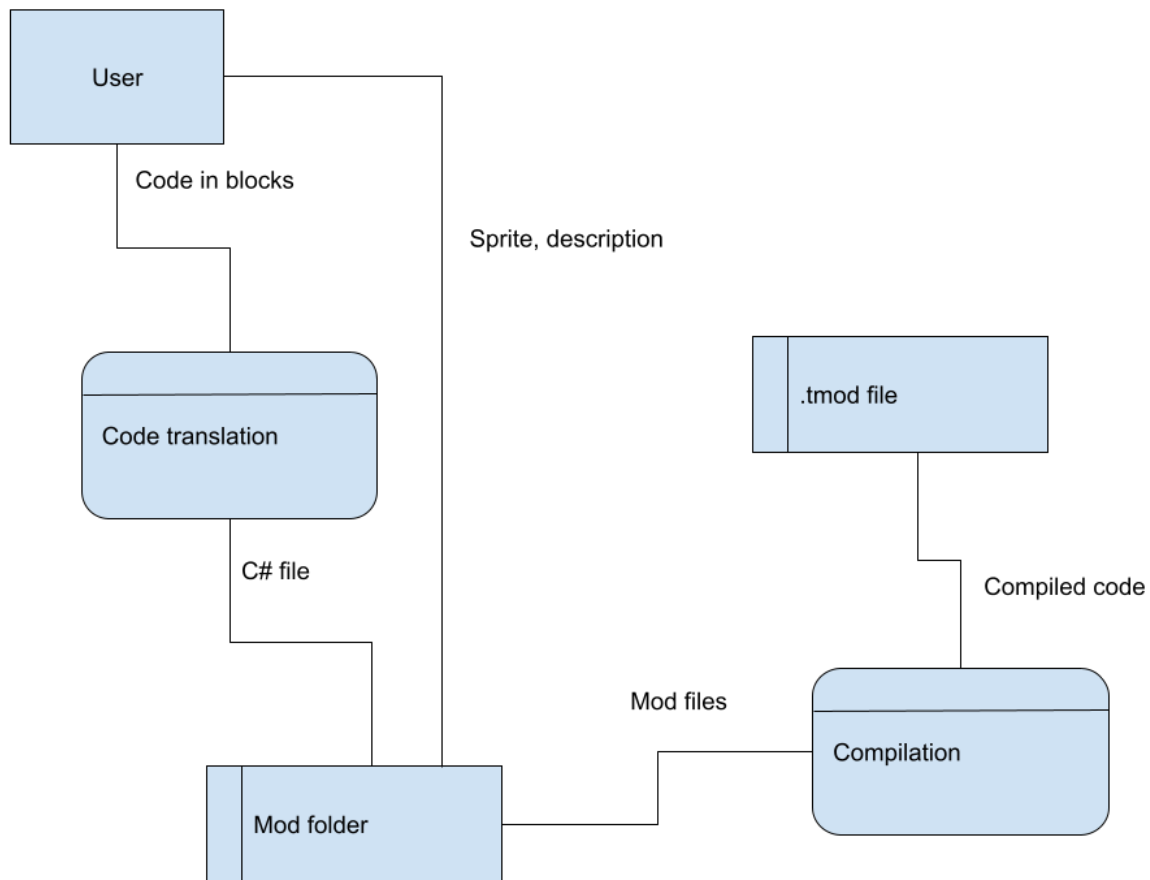 User
Code in blocks
Sprite, description
.tmod file
Code translation
C# file
Compiled code
Mod files
Compilation
Mod folder